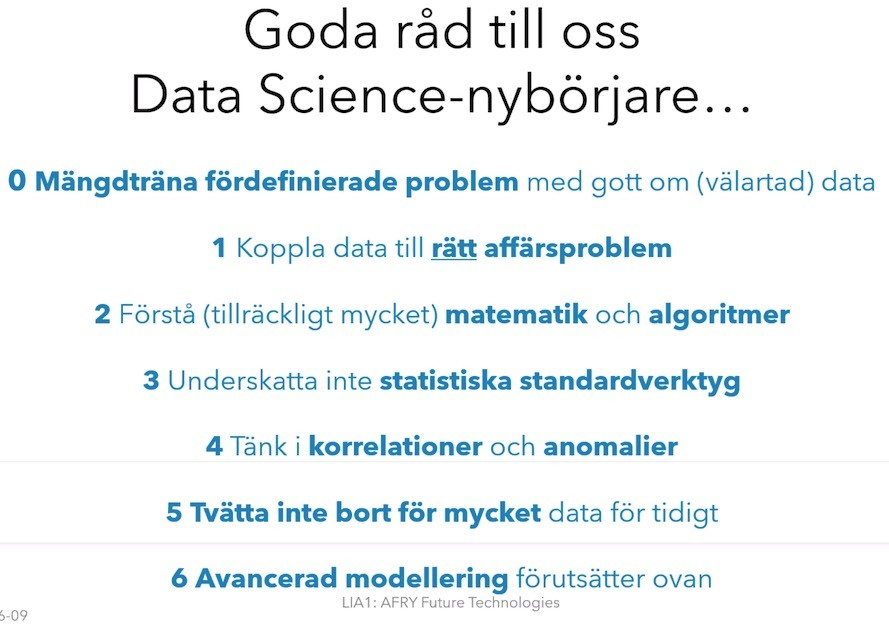 Goda råd till oss
Data Science-nybörjare…
0 Mängdträna fördefinierade problem med gott om (välartad) data
1 Koppla data till rätt affärsproblem
2 Förstå (tillräckligt mycket) matematik och algoritmer
3 Underskatta inte statistiska standardverktyg
4 Tänk i korrelationer och anomalier
5 Tvätta inte bort för mycket data för tidigt
6 Avancerad modellering förutsätter ovan
LIA1: AFRY Future Technologies
6-09